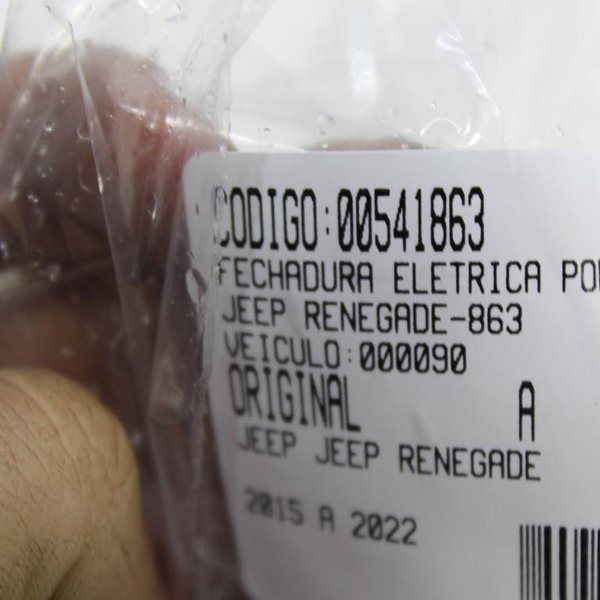 CODIGO:00541863
FECHADURA ELETRICA
JEEP RENEGADE-863
VEICULO:000090
ORIGINAL A
JEEP JEEP RENEGADE
2015 A 2022